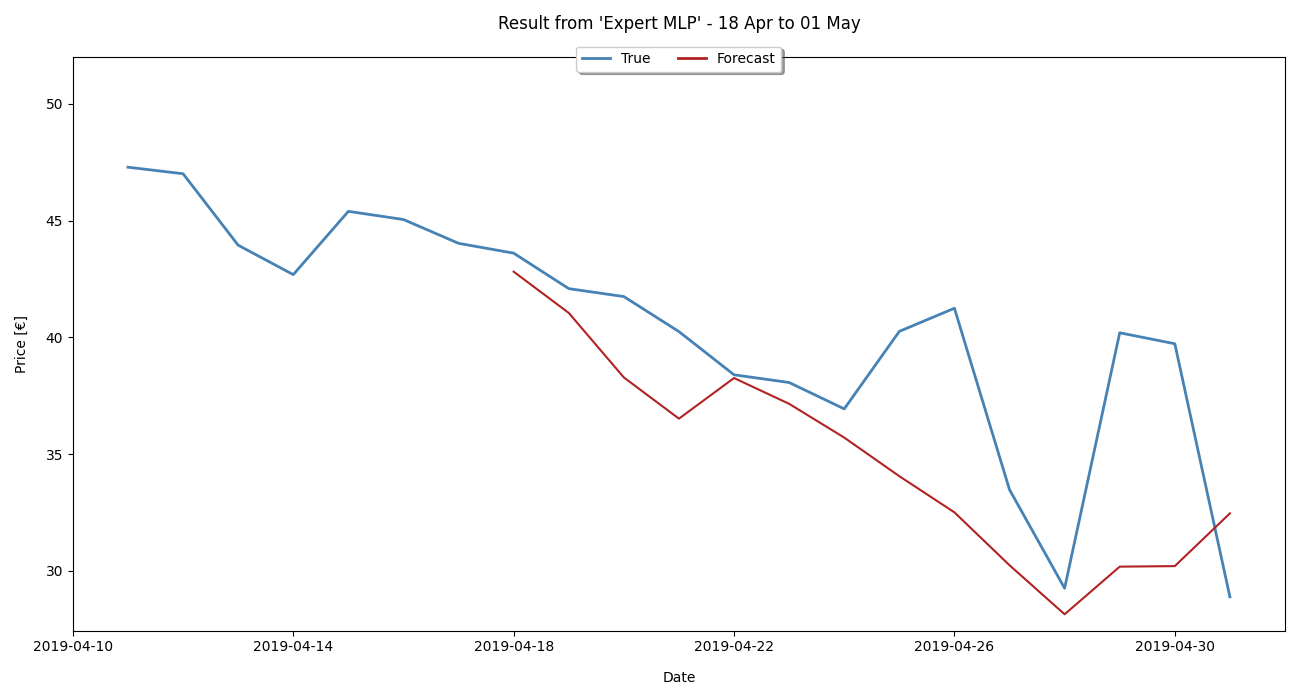 Result from 'Expert MLP' - 18 Apr to 01 May
True Forecast
50
45
40
35
30
Price [€]
2019-04-10 2019-04-14 2019-04-18 2019-04-22 2019-04-26 2019-04-30
Date